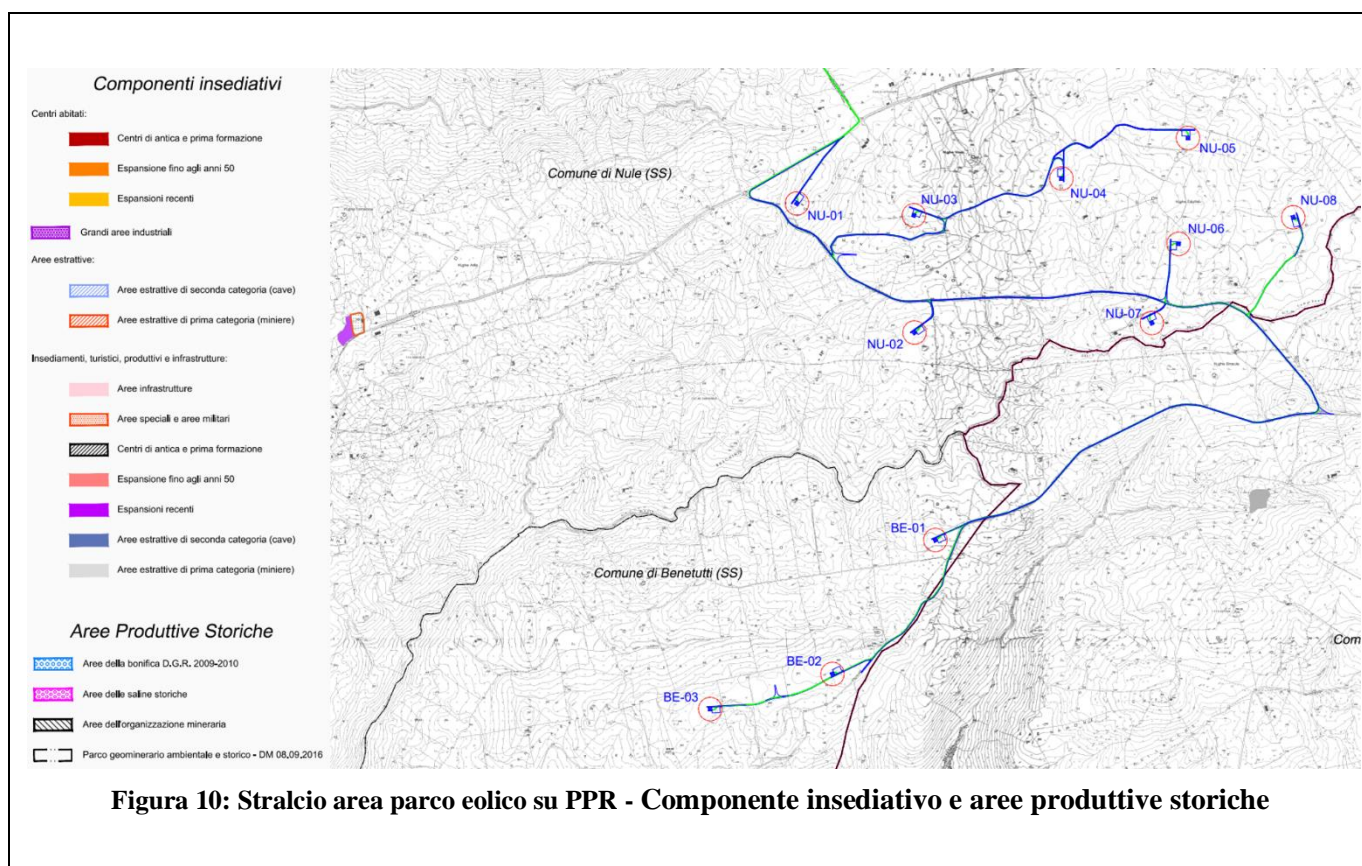 Componenti insediativi
Centri abitati:
Centri di antica e prima formazione
Espansione fino agli anni 50
Espansioni recenti
Grandi aree industriali
Aree estrattive:
Aree estrattive di seconda categoria (cave)
Aree estrattive di prima categoria (miniere)
Insediamenti, turistici, produttivi e infrastrutture:
Aree infrastrutture
Aree speciali e aree militari
Centri di antica e prima formazione
Espansione fino agli anni 50
Espansioni recenti
Aree estrattive di seconda categoria (cave)
Aree estrattive di prima categoria (miniere)
Aree Produttive Storiche
Aree della bonifica D.G.R. 2009-2010
Aree delle saline storiche
Aree dell'organizzazione mineraria
Parco geominerario ambientale e storico - DM 08,09,2016
Comune di Nule (SS)
NU-05
NU-04
NU-01
NU-03
NU-08
NU-06
NU-07
NU-02
BE-01
Comune di Benetutti (SS)
Com
BE-02
BE-03
Figura 10: Stralcio area parco eolico su PPR - Componente insediativo e aree produttive storiche